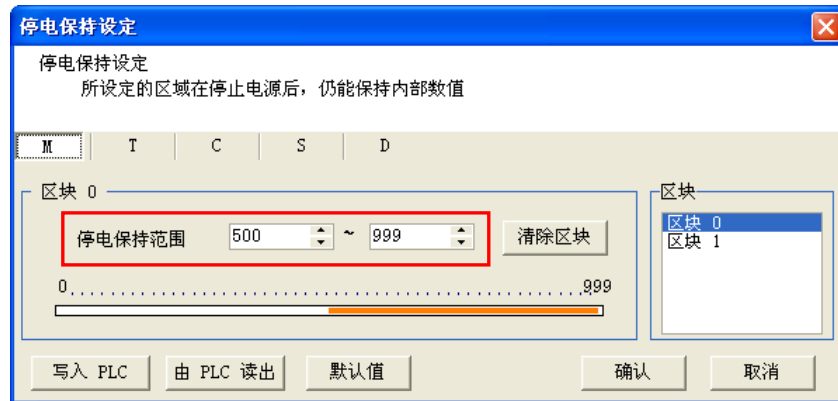 停电保持设定
停电保持设定
所设定的区域在停止电源后，仍能保持内部数值
M T C S D
区块 0
停电保持范围 500 ~ 999 清除区块
0 999
区块
区块 0
区块 1
写入 PLC 由 PLC 读出 默认值 确认 取消